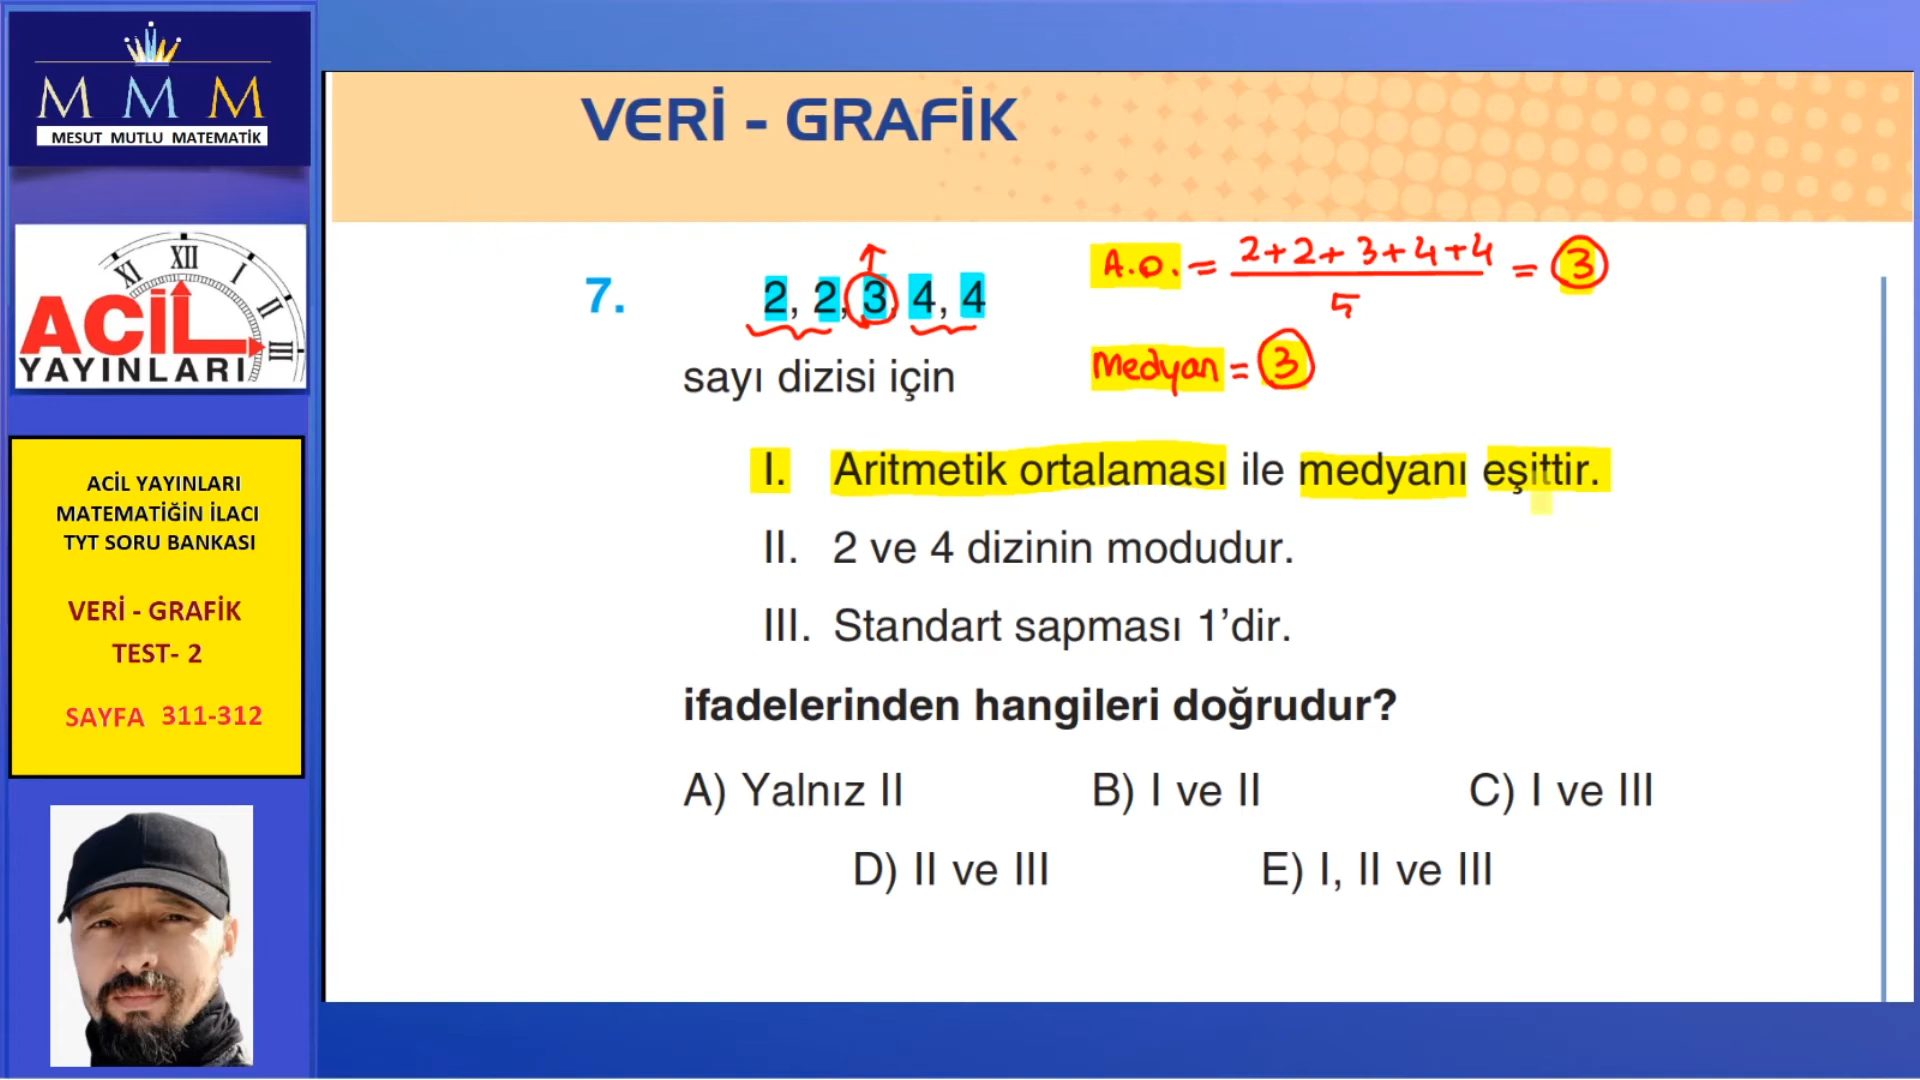 M M M
MESUT MUTLU MATEMATİK
XI XII I II III
ACİL
YAYINLARI
ACİL YAYINLARI
MATEMATİĞİN İLACI
TYT SORU BANKASI
VERİ - GRAFİK
TEST- 2
SAYFA 311-312
VERİ - GRAFİK
7. 2, 2, 3, 4, 4
A.O. = 2+2+3+4+4 / 5 = 3
sayı dizisi için
Medyan = 3
I. Aritmetik ortalaması ile medyanı eşittir.
II. 2 ve 4 dizinin modudur.
III. Standart sapması 1’dir.
ifadelerinden hangileri doğrudur?
A) Yalnız II B) I ve II C) I ve III
D) II ve III E) I, II ve III